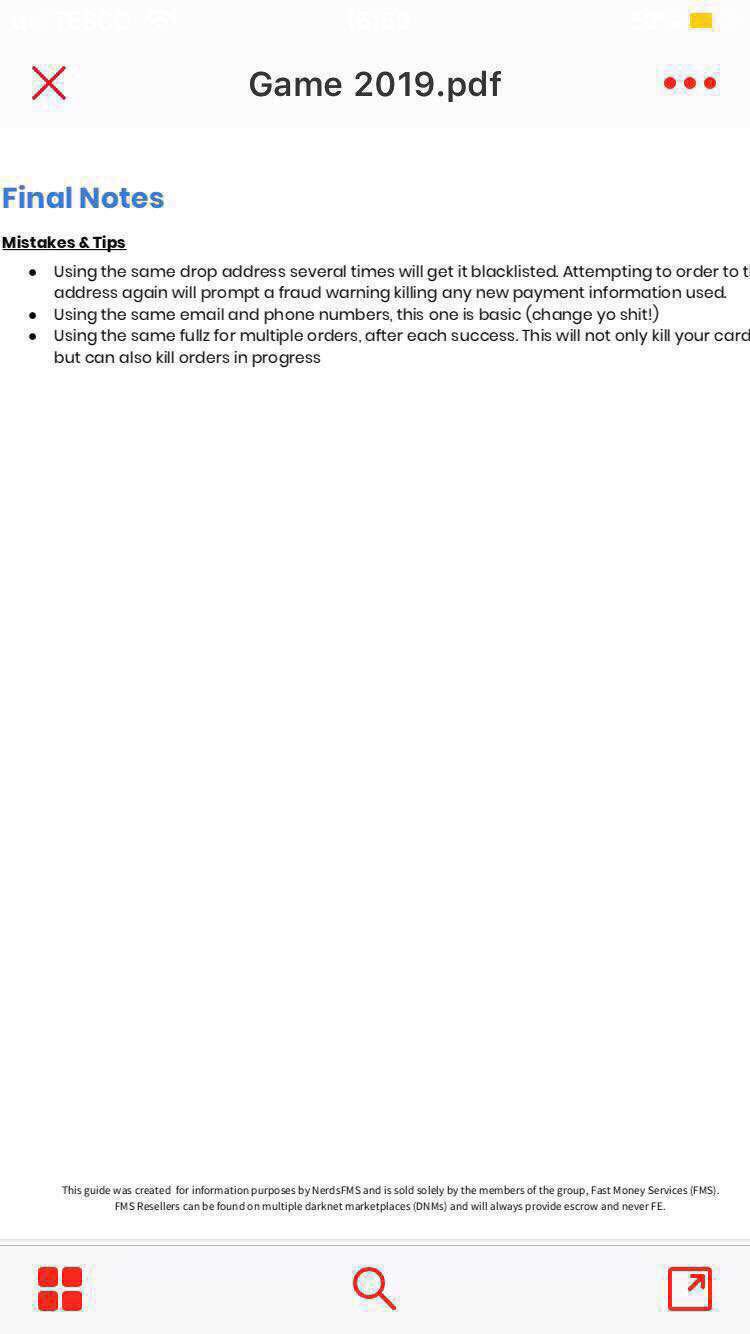 Game 2019.pdf
Final Notes
Mistakes & Tips
● Using the same drop address several times will get it blacklisted. Attempting to order to
address again will prompt a fraud warning killing any new payment information used.
● Using the same email and phone numbers, this one is basic (change yo shit!)
● Using the same fullz for multiple orders, after each success. This will not only kill your card
but can also kill orders in progress
This guide was created for information purposes by NerdsFMS and is sold solely by the members of the group, Fast Money Services (FMS).
FMS Resellers can be found on multiple darknet marketplaces (DNMs) and will always provide escrow and never FE.